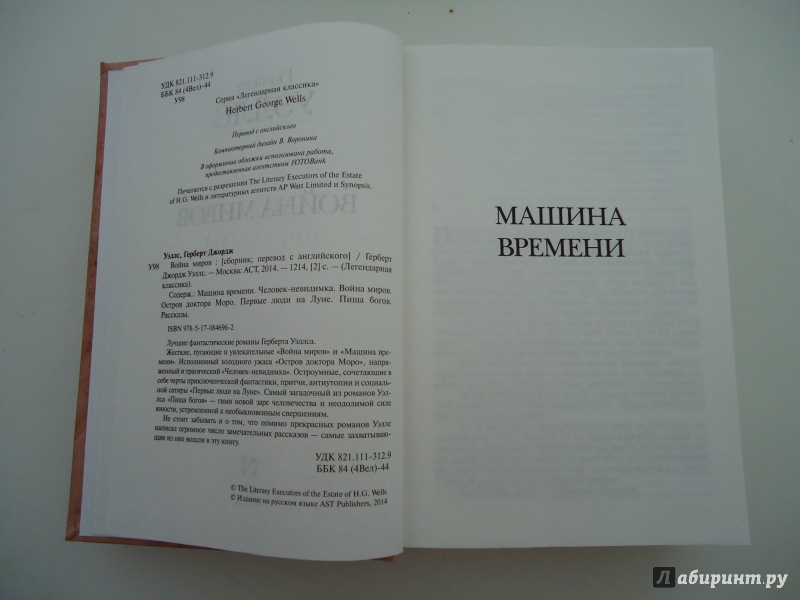 УДК 821.111-312.9
ББК 84 (4Вел)-44
У98
Серия «Легендарная классика»
Herbert George Wells
Перевод с английского
Компьютерный дизайн В. Воронина
В оформлении обложки использована работа,
предоставленная агентством FOTOBank
Печатается с разрешения The Literary Executors of the Estate
of H.G. Wells и литературных агентств AP Watt Limited и Synopsis.
Уэллс, Герберт Джордж
У98 Война миров : [сборник; перевод с английского] / Герберт
Джордж Уэллс. — Москва: АСТ, 2014. — 1214, [2] с. — (Легендарная
классика).
Содерж.: Машина времени. Человек-невидимка. Война миров.
Остров доктора Моро. Первые люди на Луне. Пища богов.
Рассказы.
ISBN 978-5-17-084696-2
Лучшие фантастические романы Герберта Уэллса.
Жесткие, пугающие и увлекательные «Война миров» и «Машина вре-
мени». Исполненный холодного ужаса «Остров доктора Моро», напря-
женный и трагический «Человек-невидимка». Остроумные, сочетающие в
себе черты приключенческой фантастики, притчи, антиутопии и социаль-
ной сатиры «Первые люди на Луне». Самый загадочный из романов Уэл-
лса «Пища богов» — гимн новой заре человечества и неодолимой силе
юности, устремленной к необыкновенным свершениям.
Не стоит забывать и о том, что помимо прекрасных романов Уэллс
написал огромное число замечательных рассказов — самые захватываю-
щие из них вошли в эту книгу.
УДК 821.111-312.9
ББК 84 (4Вел)-44
© The Literary Executors of the Estate of H.G. Wells
© Издание на русском языке AST Publishers, 2014
МАШИНА
ВРЕМЕНИ
Лабиринт.ру